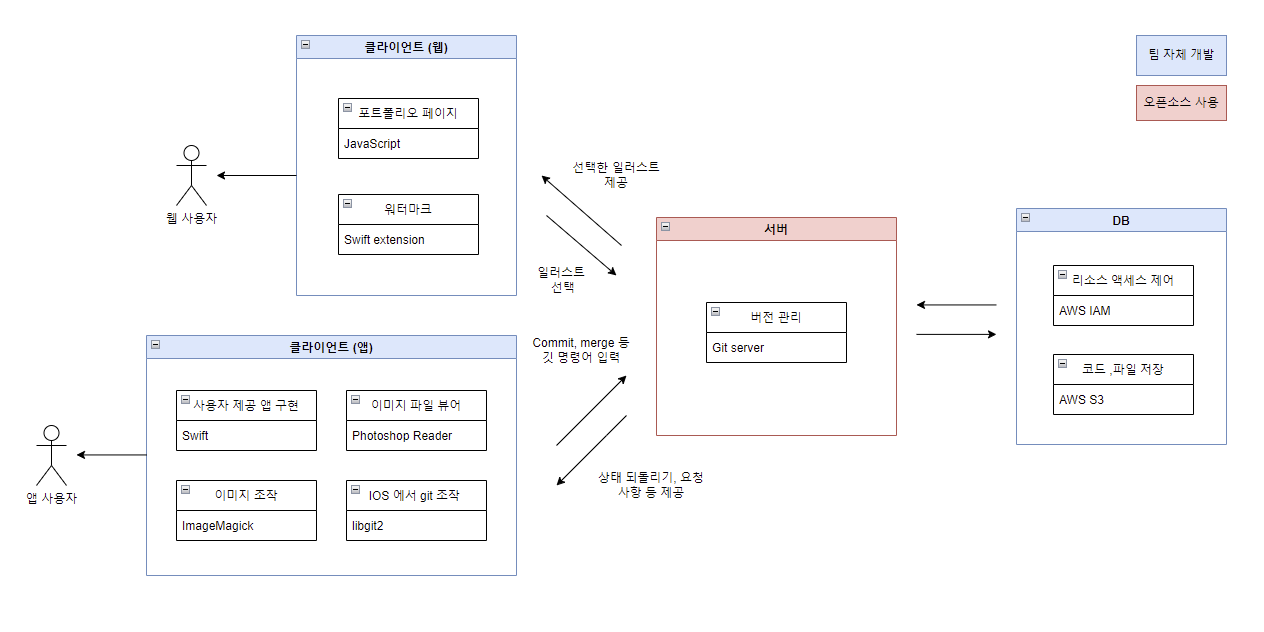 클라이언트 (웹)
포트폴리오 페이지
JavaScript
워터마크
Swift extension
웹 사용자
팀 자체 개발
오픈소스 사용
선택한 일러스트
제공
일러스트
선택
서버
버전 관리
Git server
DB
리소스 액세스 제어
AWS IAM
코드 ,파일 저장
AWS S3
클라이언트 (앱)
사용자 제공 앱 구현
Swift
이미지 파일 뷰어
Photoshop Reader
이미지 조작
ImageMagick
IOS 에서 git 조작
libgit2
앱 사용자
Commit, merge 등
깃 명령어 입력
상태 되돌리기, 요청
사항 등 제공